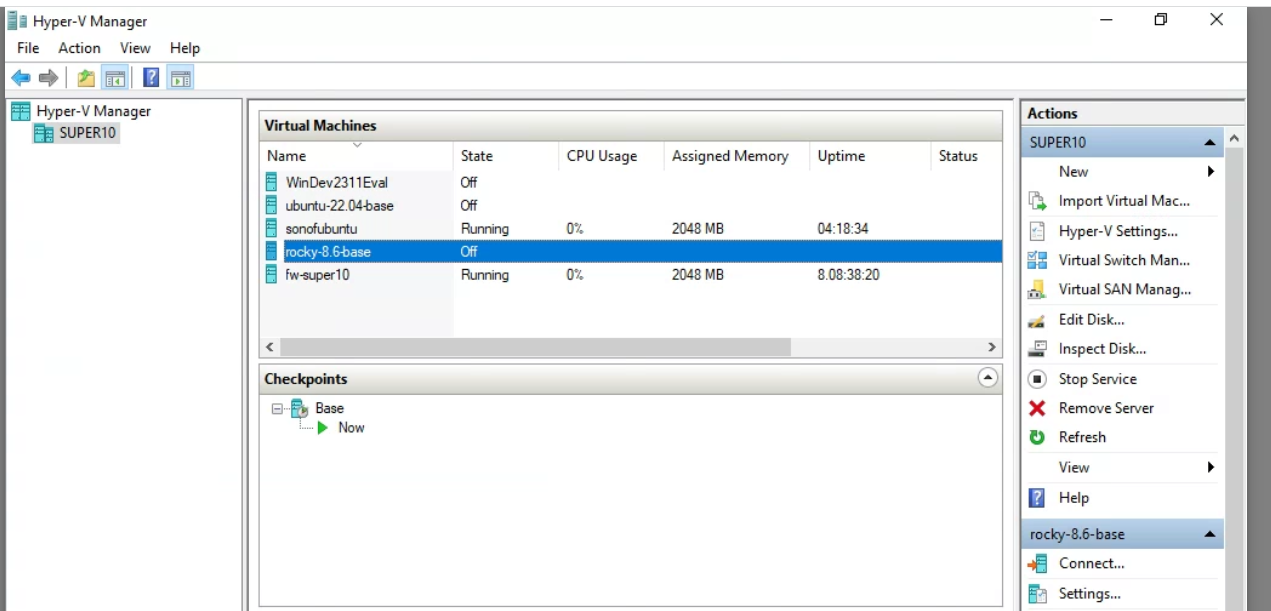 Hyper-V Manager
File Action View Help
Hyper-V Manager
SUPER10
Virtual Machines
Name State CPU Usage Assigned Memory Uptime Status
WinDev2311Eval Off
ubuntu-22.04-base Off
sonofubuntu Running 0% 2048 MB 04:18:34
rocky-8.6-base Off
fw-super10 Running 0% 2048 MB 8.08:38:20
Checkpoints
Base
Now
Actions
SUPER10
New
Import Virtual Mac...
Hyper-V Settings...
Virtual Switch Man...
Virtual SAN Manag...
Edit Disk...
Inspect Disk...
Stop Service
Remove Server
Refresh
View
Help
rocky-8.6-base
Connect...
Settings...